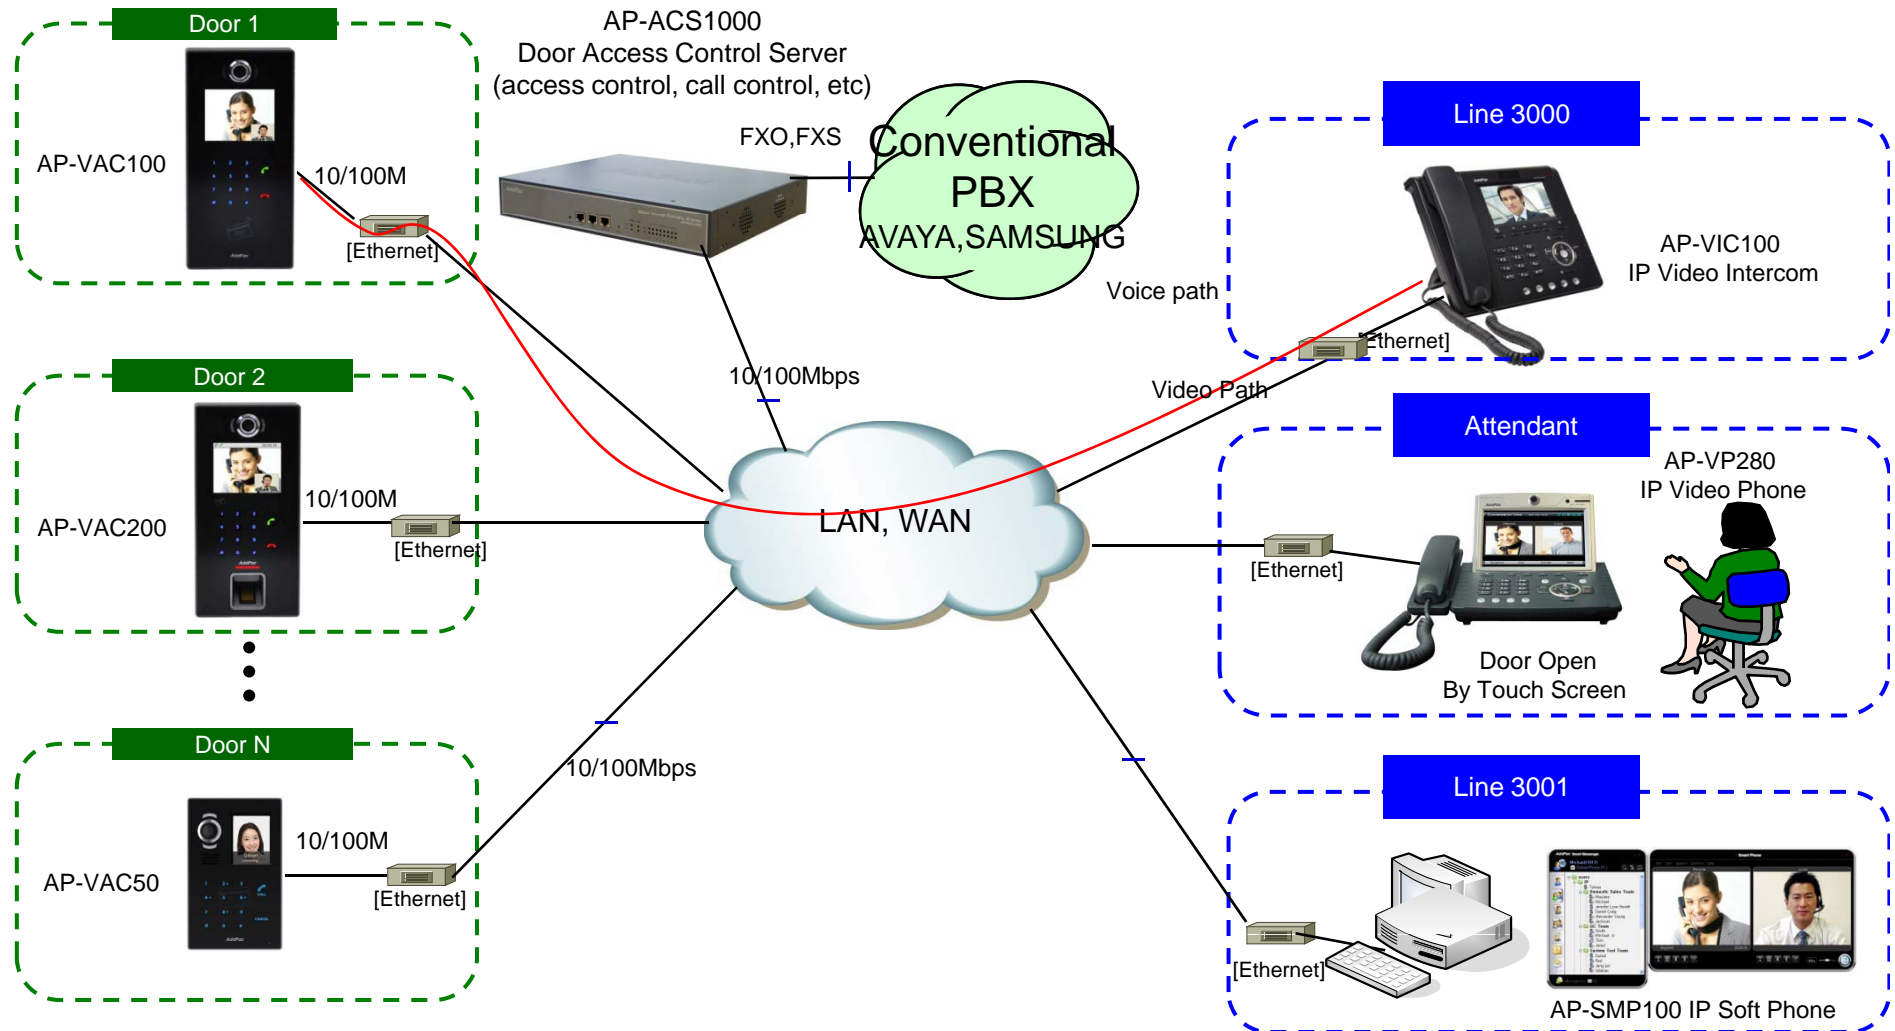 Door 1
AP-VAC100
10/100M
[Ethernet]
AP-ACS1000
Door Access Control Server
(access control, call control, etc)
FXO,FXS
Conventional
PBX
AVAYA,SAMSUNG
AddPac
Line 3000
AP-VIC100
IP Video Intercom
[Ethernet]
Voice path
Video Path
10/100Mbps
Door 2
AP-VAC200
10/100M
[Ethernet]
AddPac
LAN, WAN
Attendant
AP-VP280
IP Video Phone
[Ethernet]
Door Open
By Touch Screen
Door N
AP-VAC50
10/100M
[Ethernet]
AddPac
10/100Mbps
Line 3001
[Ethernet]
AP-SMP100 IP Soft Phone